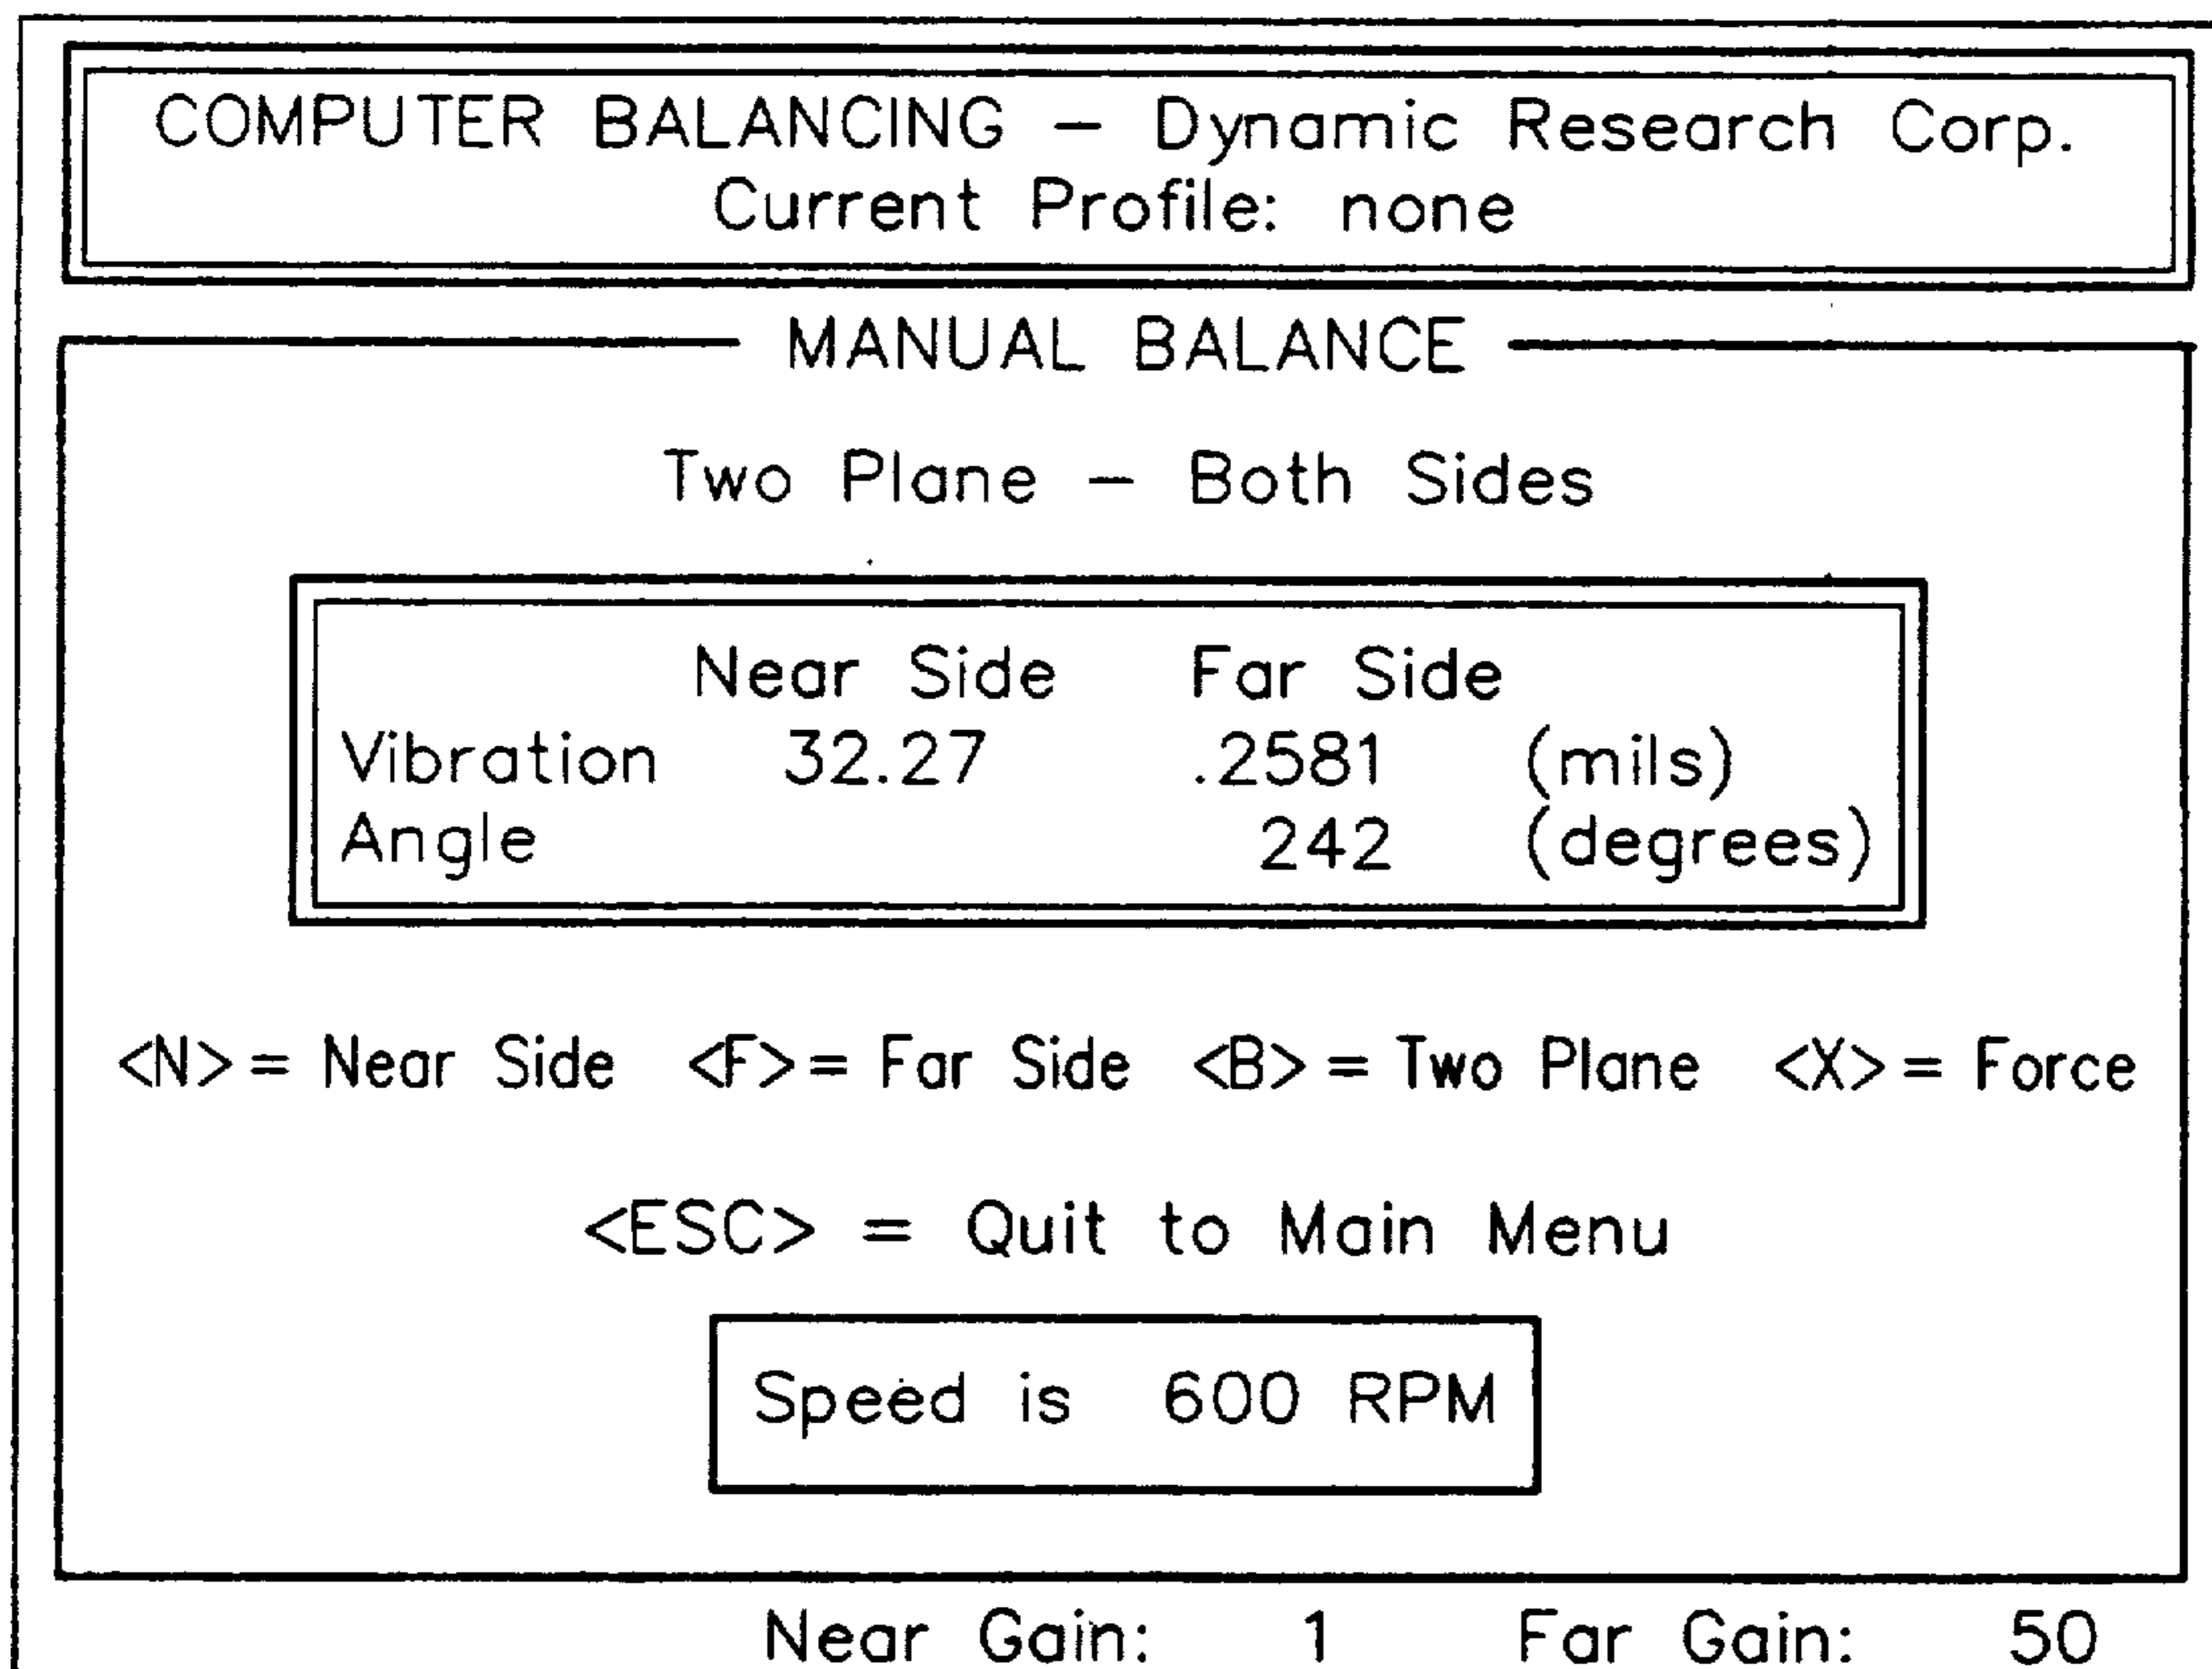 COMPUTER BALANCING – Dynamic Research Corp.
Current Profile: none
MANUAL BALANCE
Two Plane – Both Sides
Near Side Far Side
Vibration 32.27 .2581 (mils)
Angle 242 (degrees)
<N>= Near Side <F>= Far Side <B>= Two Plane <X>= Force
<ESC> = Quit to Main Menu
Speed is 600 RPM
Near Gain: 1 Far Gain: 50